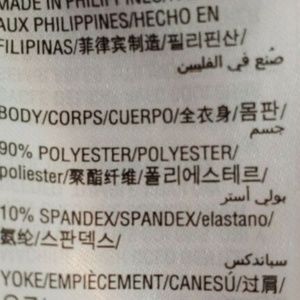 MADE IN PHILIPPINES/
AUX PHILIPPINES/HECHO EN
FILIPINAS/菲律宾制造/필리핀산/
صنع في الفلبين
BODY/CORPS/CUERPO/全衣身/몸판/
جسم
90% POLYESTER/POLYESTER/
poliester/聚酯纤维/폴리에스테르/
بولي أستر
10% SPANDEX/SPANDEX/elastano/
氨纶/스판덱스/
سباندكس
YOKE/EMPIÈCEMENT/CANESÚ/过肩/